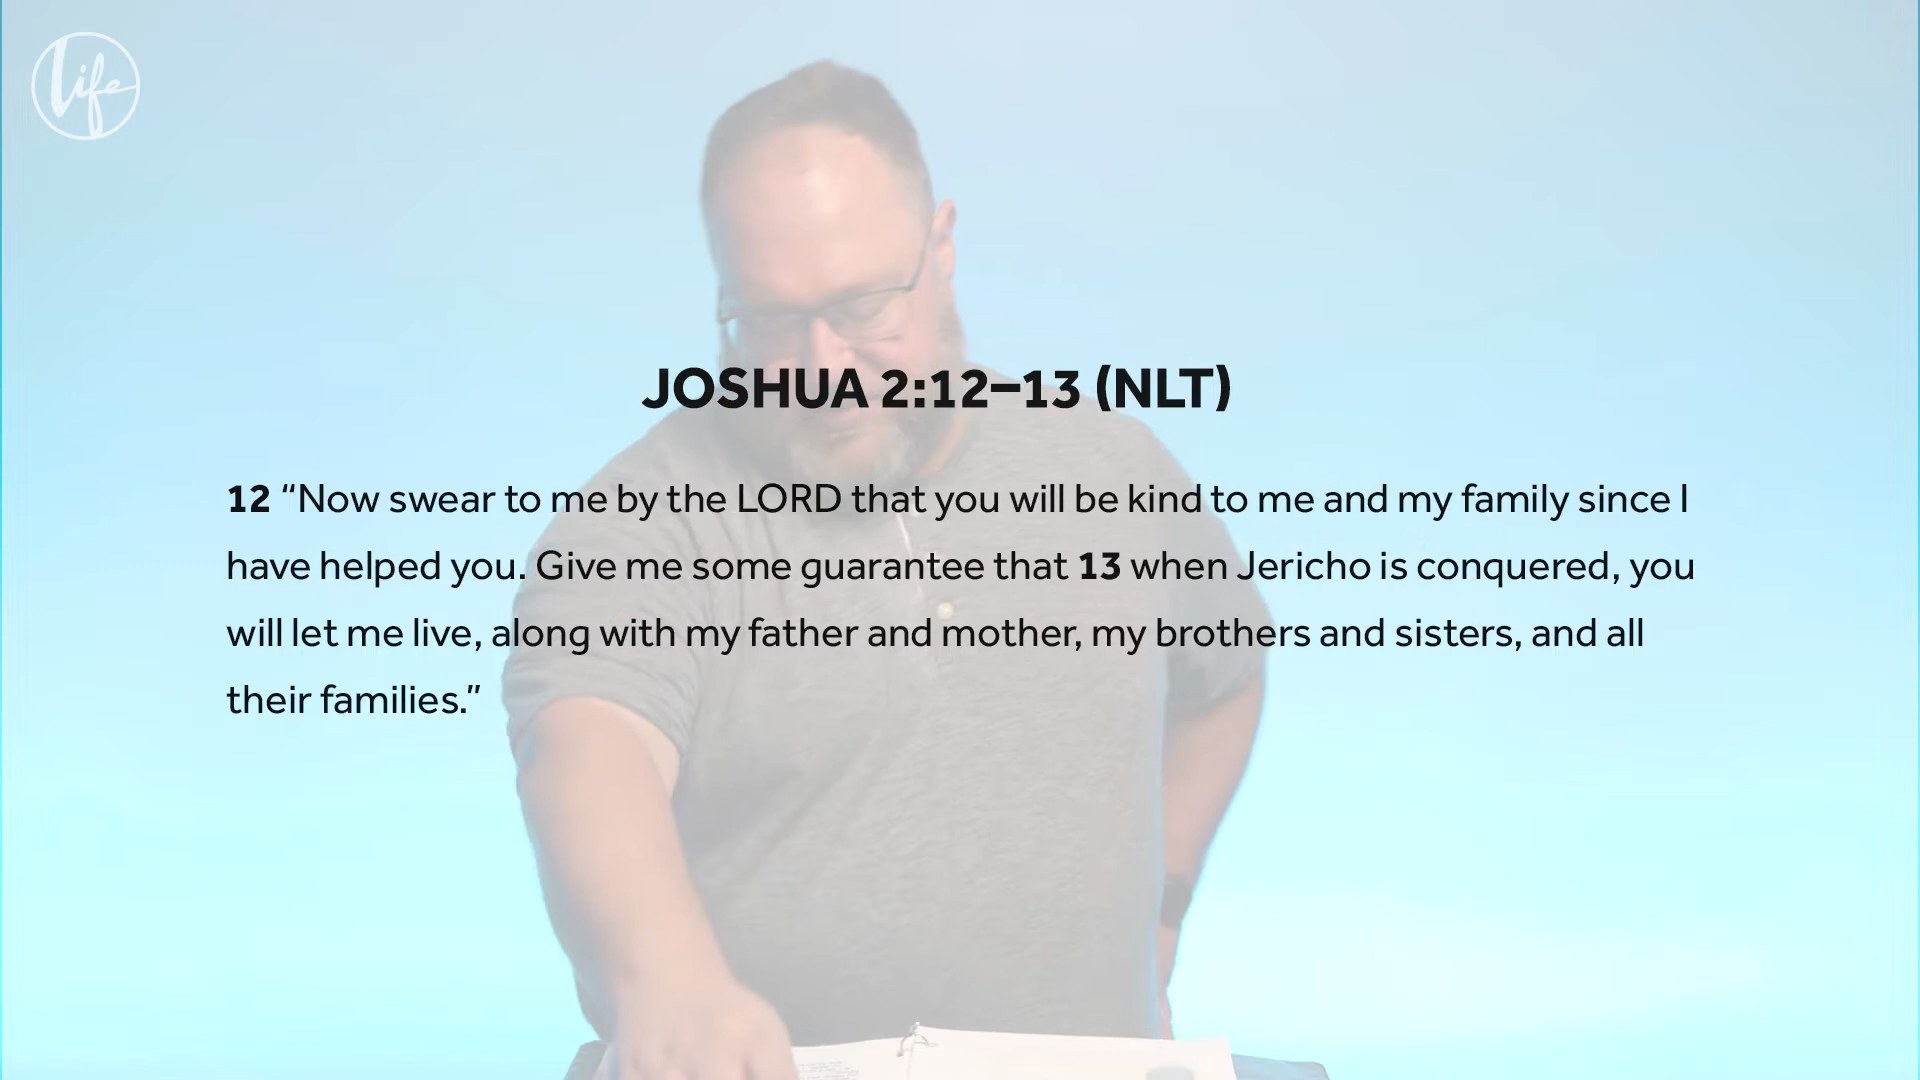 Life
JOSHUA 2:12–13 (NLT)
12 “Now swear to me by the LORD that you will be kind to me and my family since I
have helped you. Give me some guarantee that 13 when Jericho is conquered, you
will let me live, along with my father and mother, my brothers and sisters, and all
their families.”